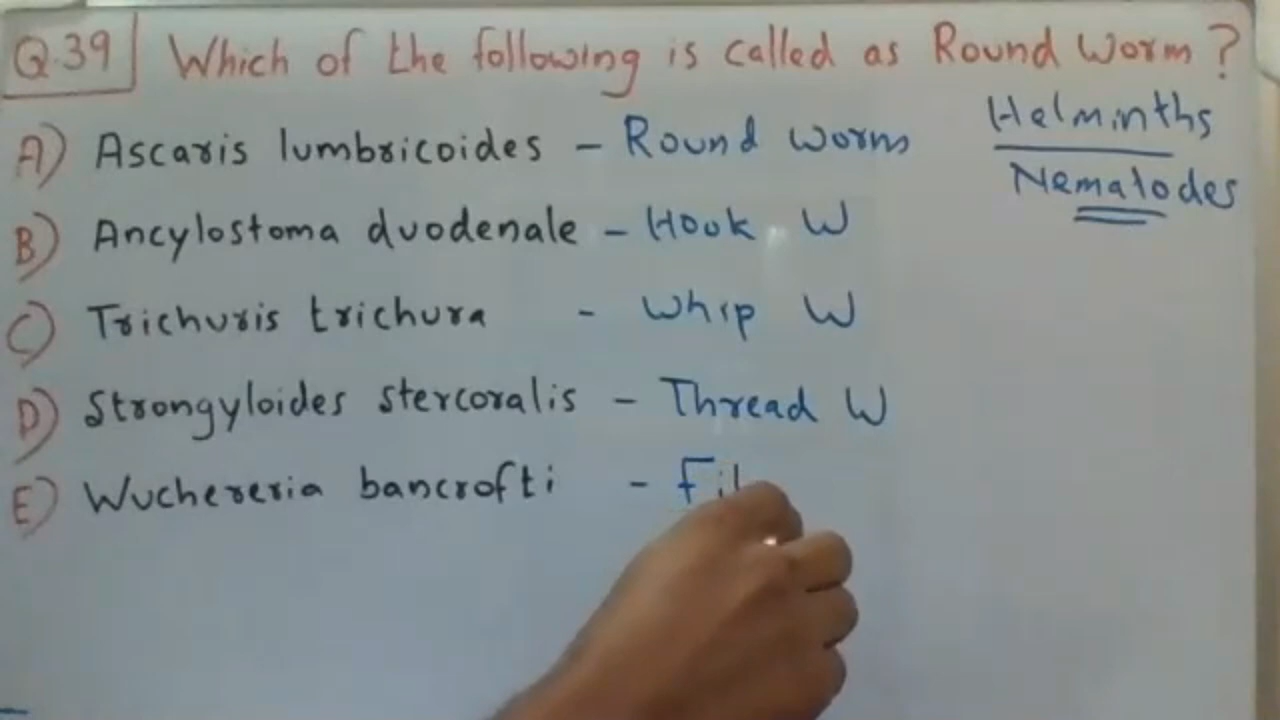 Q.39 Which of the following is called as Round Worm ?
A) Ascaris lumbricoides - Round worm
B) Ancylostoma duodenale - Hook W
C) Trichuris trichura - Whip W
D) Strongyloides stercoralis - Thread W
E) Wuchereria bancrofti - Fil
Helminths
Nematodes